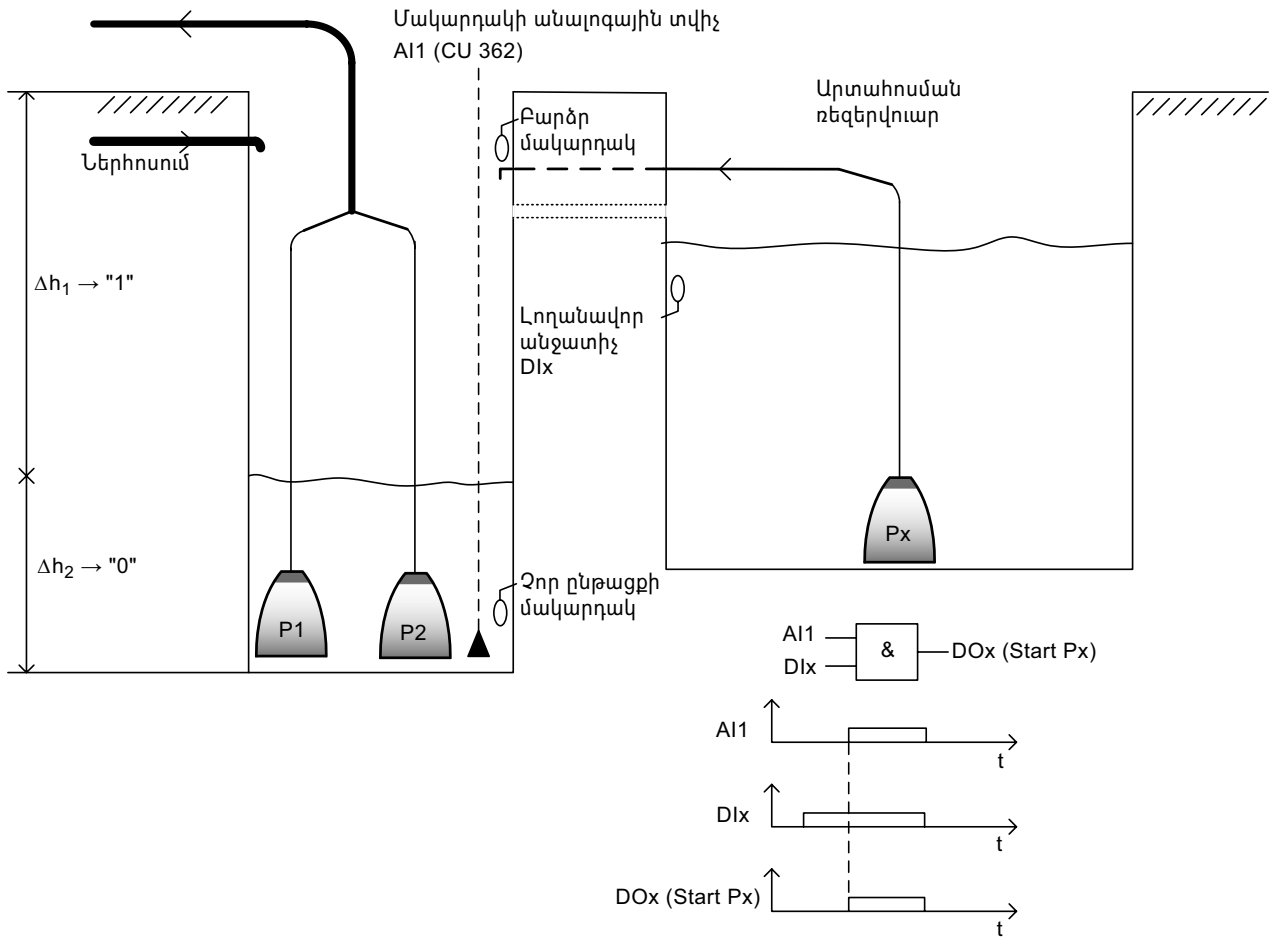 Մակարդակի անալոգային տվիչ
AI1 (CU 362)
Ներհոսում
Բարձր
մակարդակ
Արտահոսման
ռեզերվուար
Δh1 → "1"
Լողանավոր
անջատիչ
DIx
Δh2 → "0"
P1
P2
Չոր ընթացքի
մակարդակ
Px
AI1
DIx
&
DOx (Start Px)
AI1
t
DIx
t
DOx (Start Px)
t